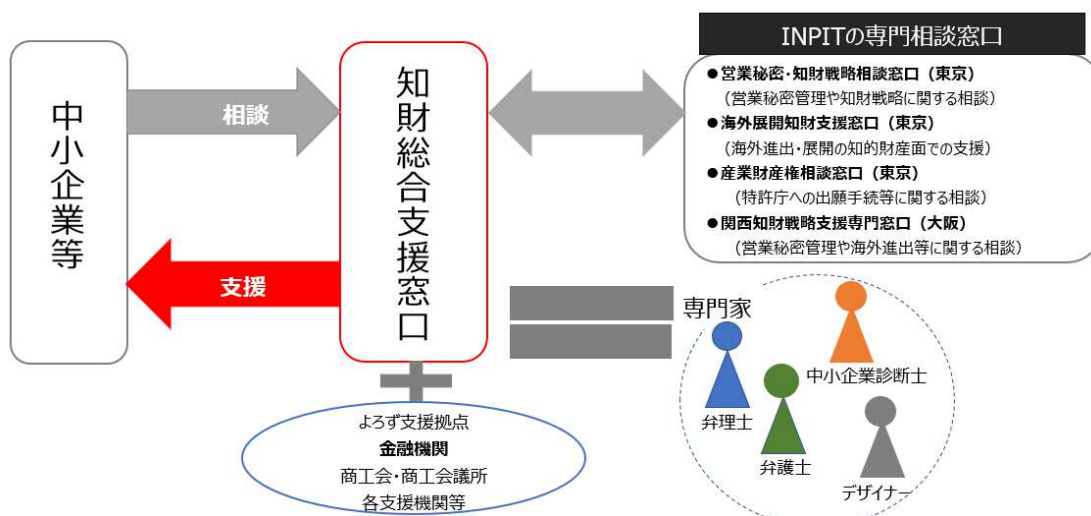 中小企業等
相談
支援
知財総合支援窓口
INPITの専門相談窓口
●営業秘密・知財戦略相談窓口（東京）
（営業秘密管理や知財戦略に関する相談）
●海外展開知財支援窓口（東京）
（海外進出・展開の知的財産面での支援）
●産業財産権相談窓口（東京）
（特許庁への出願手続等に関する相談）
●関西知財戦略支援専門窓口（大阪）
（営業秘密管理や海外進出等に関する相談）
専門家
中小企業診断士
弁理士
弁護士
デザイナー
よろず支援拠点
金融機関
商工会・商工会議所
各支援機関等